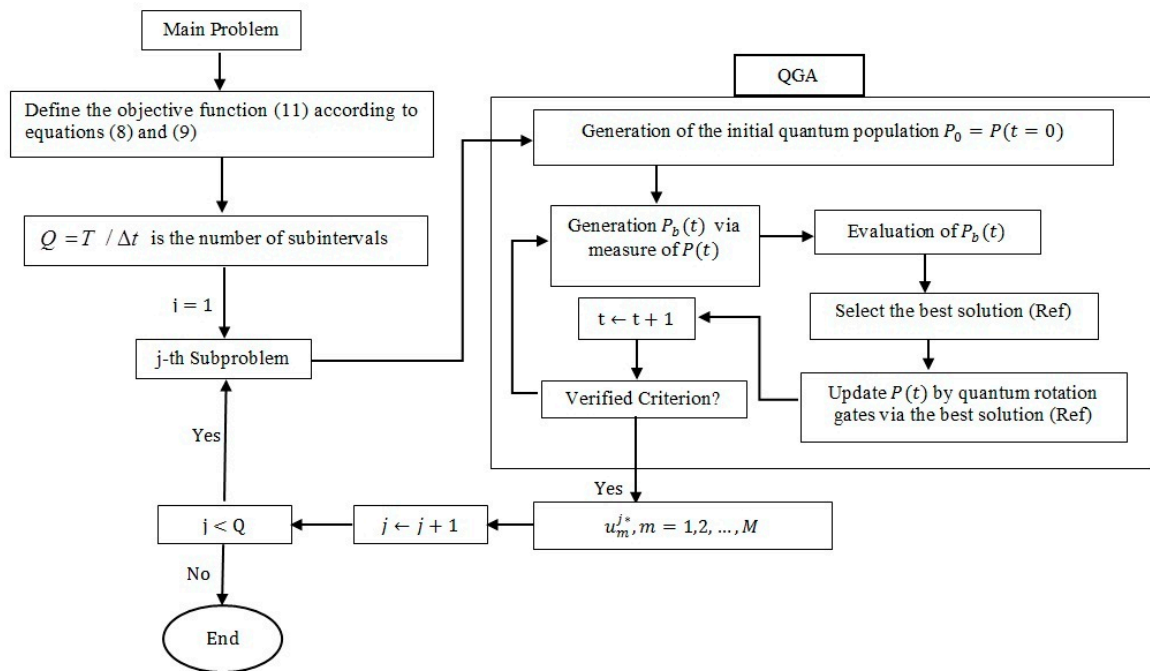 Main Problem
Define the objective function (11) according to
equations (8) and (9)
Q = T / Δt is the number of subintervals
j = 1
j-th Subproblem
Yes
j < Q
No
End
j ← j + 1
QGA
Generation of the initial quantum population P₀ = P(t = 0)
Generation P_b(t) via
measure of P(t)
Evaluation of P_b(t)
Select the best solution (Ref)
Update P(t) by quantum rotation
gates via the best solution (Ref)
t ← t + 1
Verified Criterion?
Yes
u_m^{j*}, m = 1,2, …, M